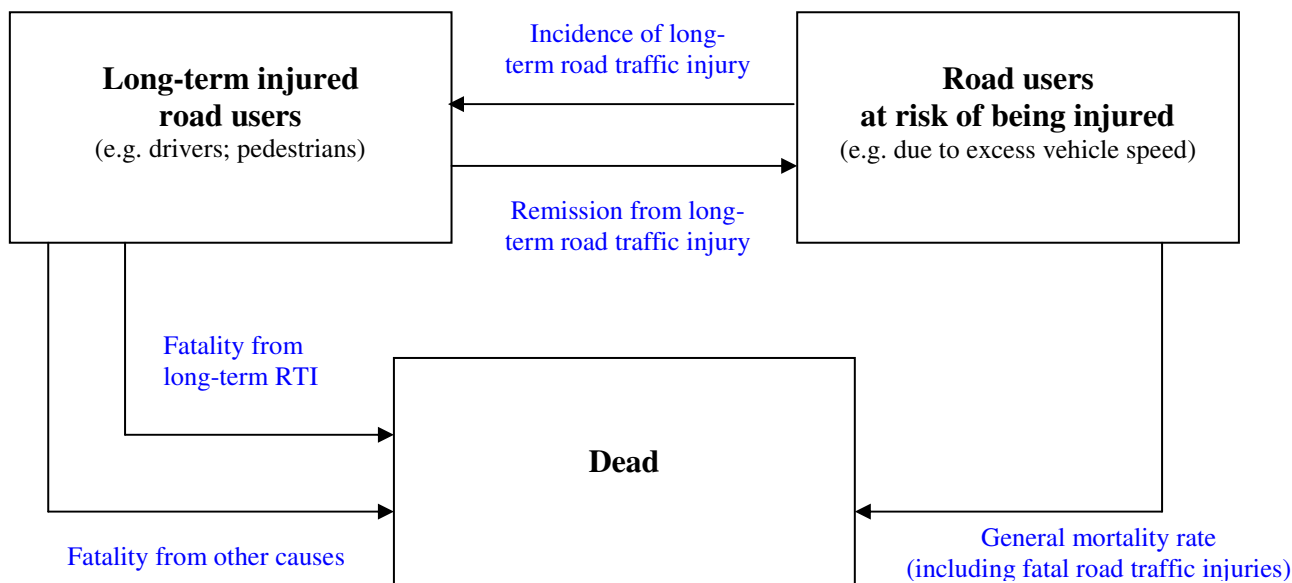 Long-term injured
road users
(e.g. drivers; pedestrians)
Incidence of long-
term road traffic injury
Road users
at risk of being injured
(e.g. due to excess vehicle speed)
Remission from long-
term road traffic injury
Fatality from
long-term RTI
Dead
Fatality from other causes
General mortality rate
(including fatal road traffic injuries)